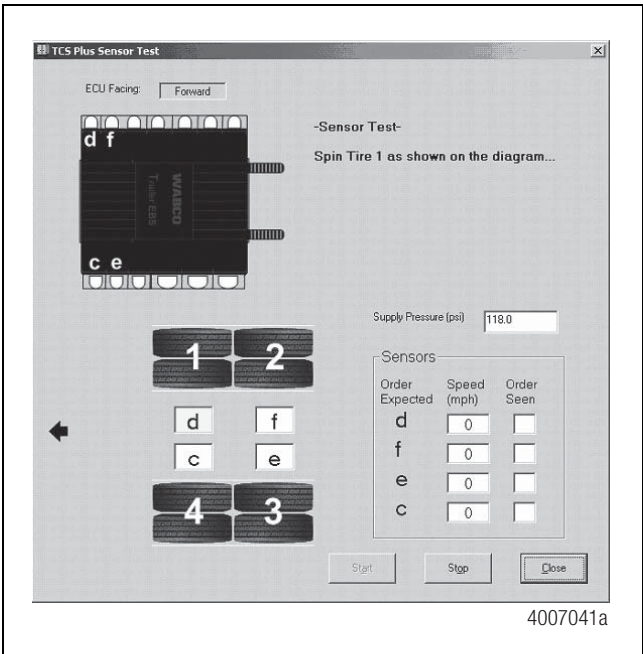 TCS Plus Sensor Test
ECU Facing: Forward
d f
WABCO
Trailer EBS
c e
-Sensor Test-
Spin Tire 1 as shown on the diagram...
Supply Pressure (psi) 118.0
1 2
d f
c e
4 3
Sensors
Order Expected Speed (mph) Order Seen
d 0
f 0
e 0
c 0
Start Stop Close
4007041a